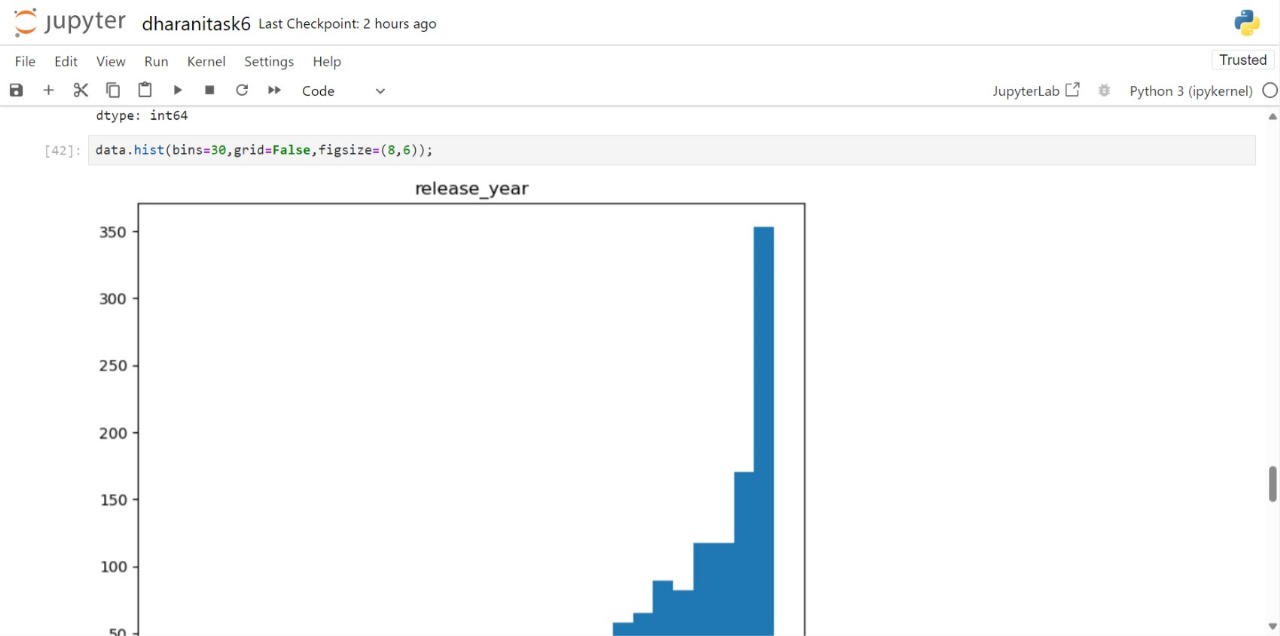 jupyter dharanitask6 Last Checkpoint: 2 hours ago
File Edit View Run Kernel Settings Help Trusted
Code JupyterLab Python 3 (ipykernel)
dtype: int64
[42]: data.hist(bins=30,grid=False,figsize=(8,6));
release_year
350
300
250
200
150
100
50